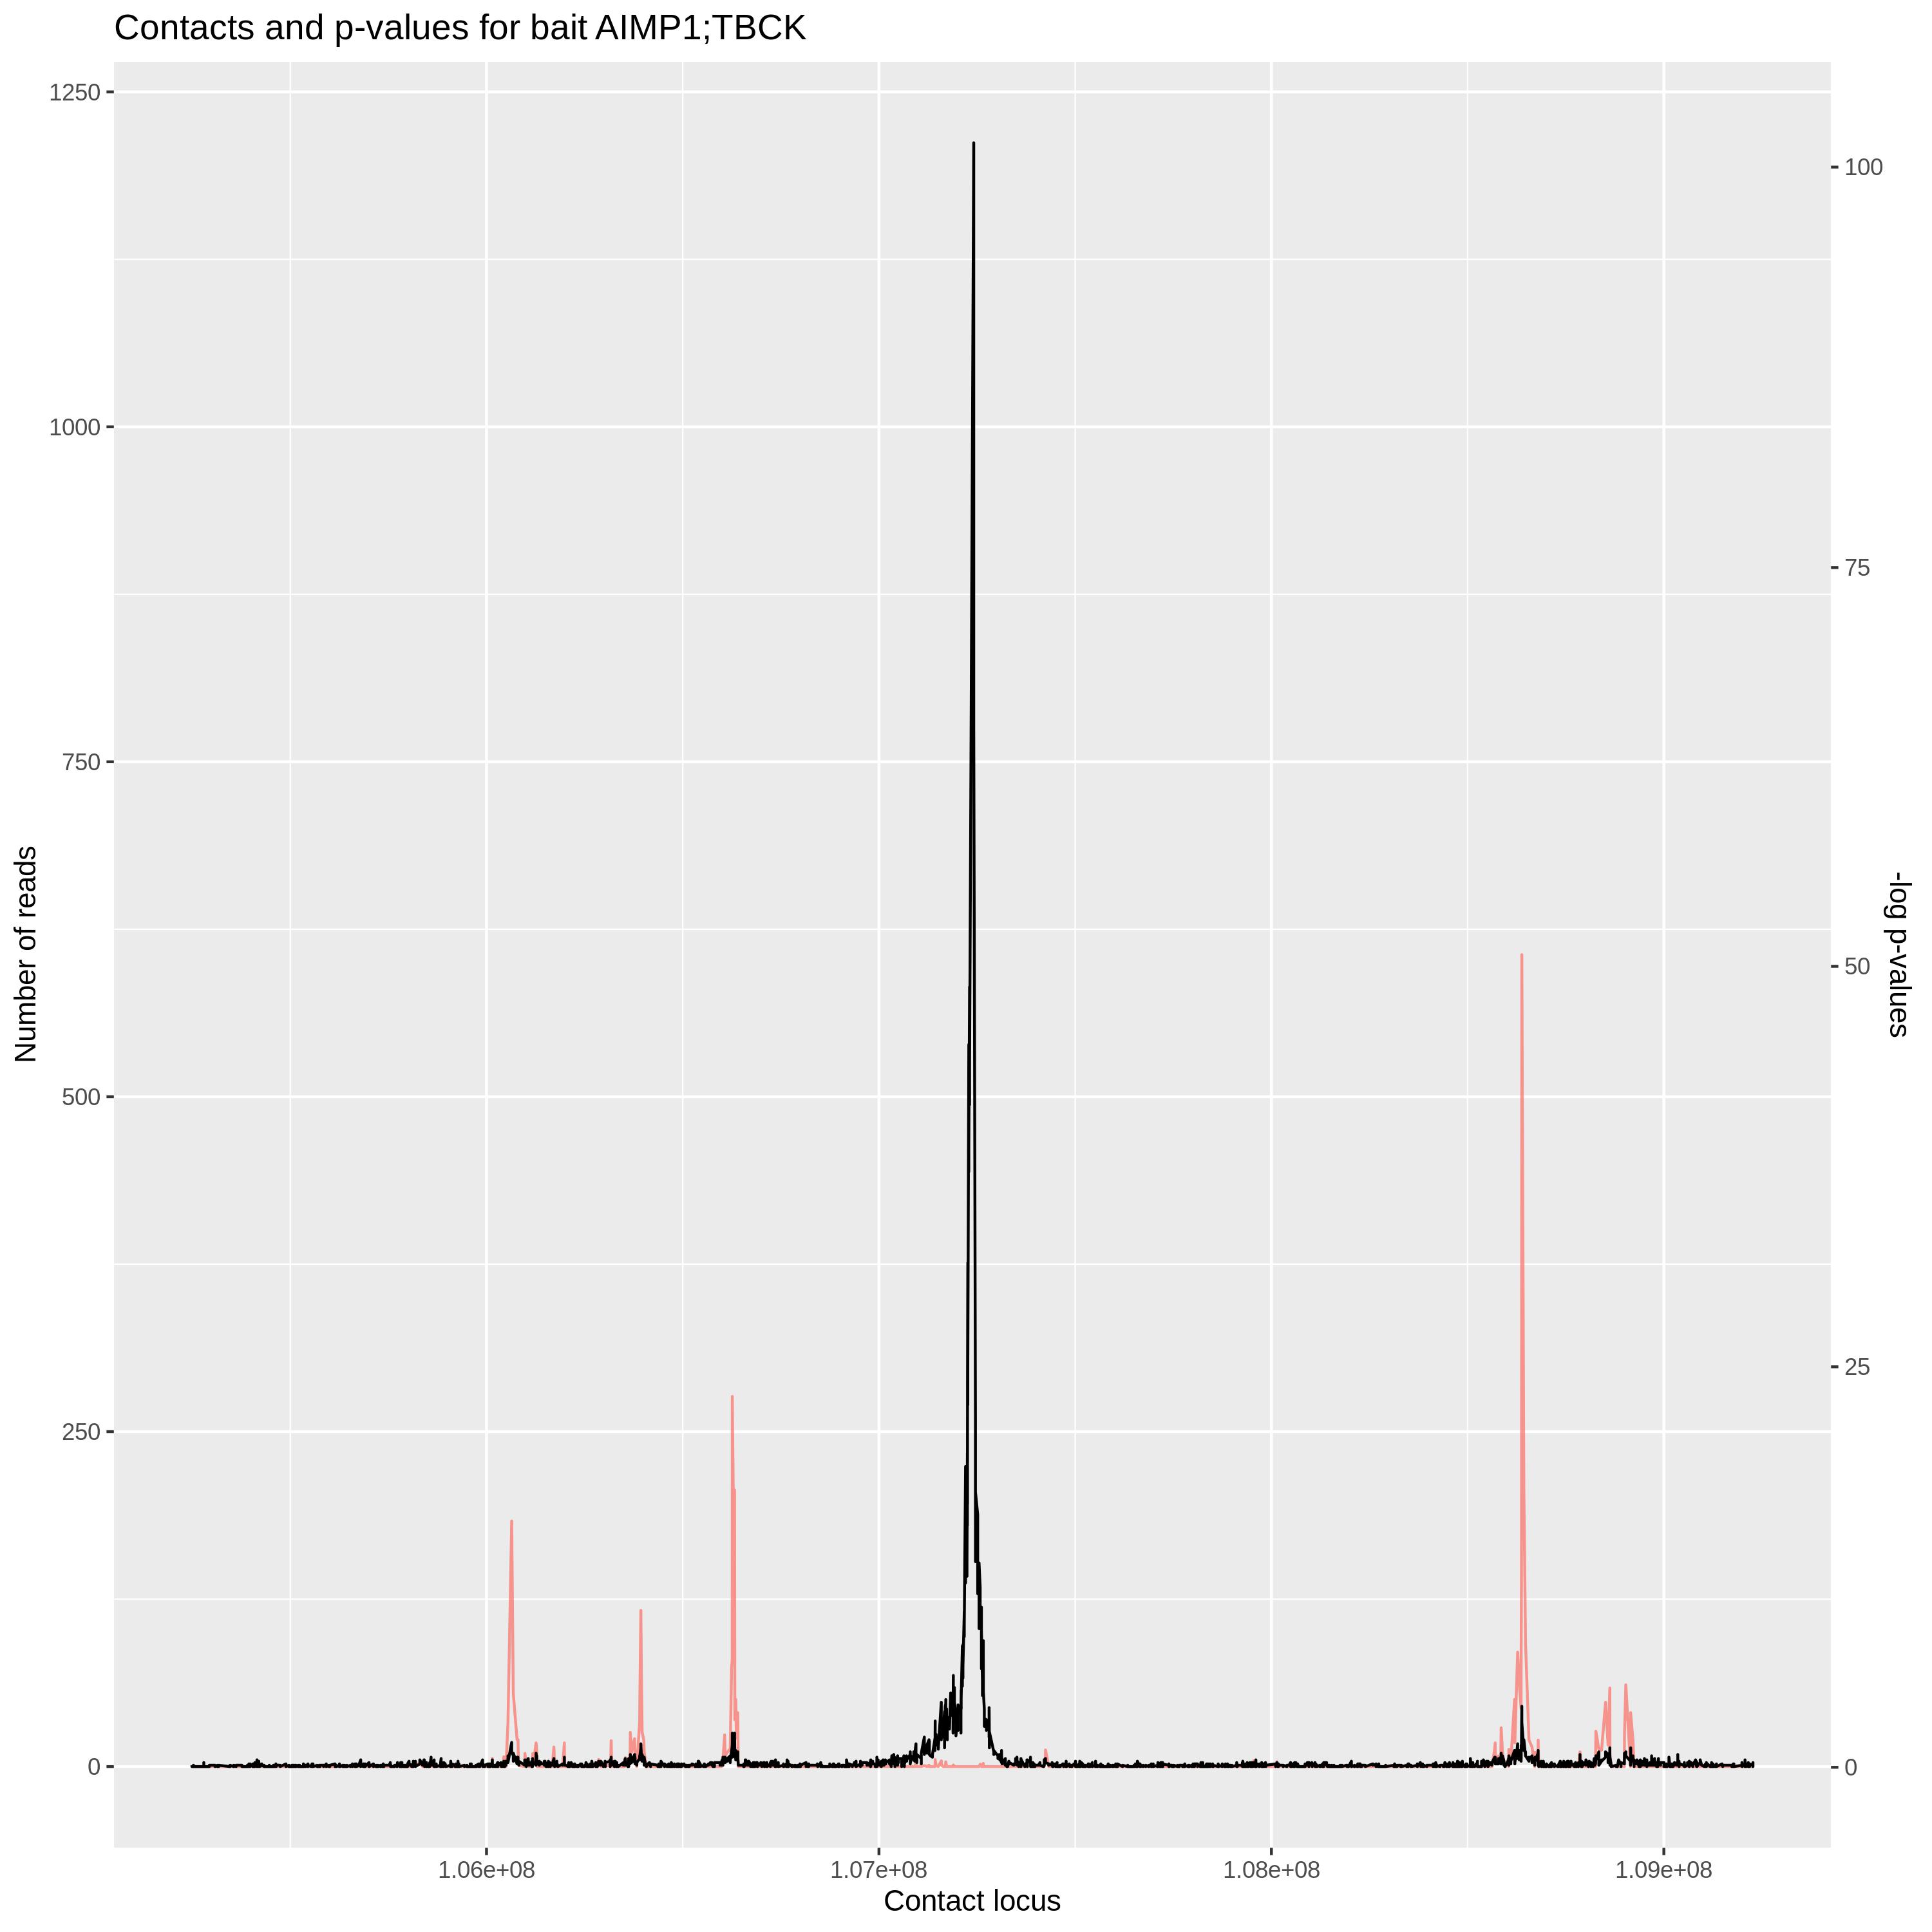 Contacts and p-values for bait AIMP1;TBCK
1250
1000
750
500
250
0
Number of reads
100
75
50
25
0
-log p-values
1.06e+08
1.07e+08
1.08e+08
1.09e+08
Contact locus